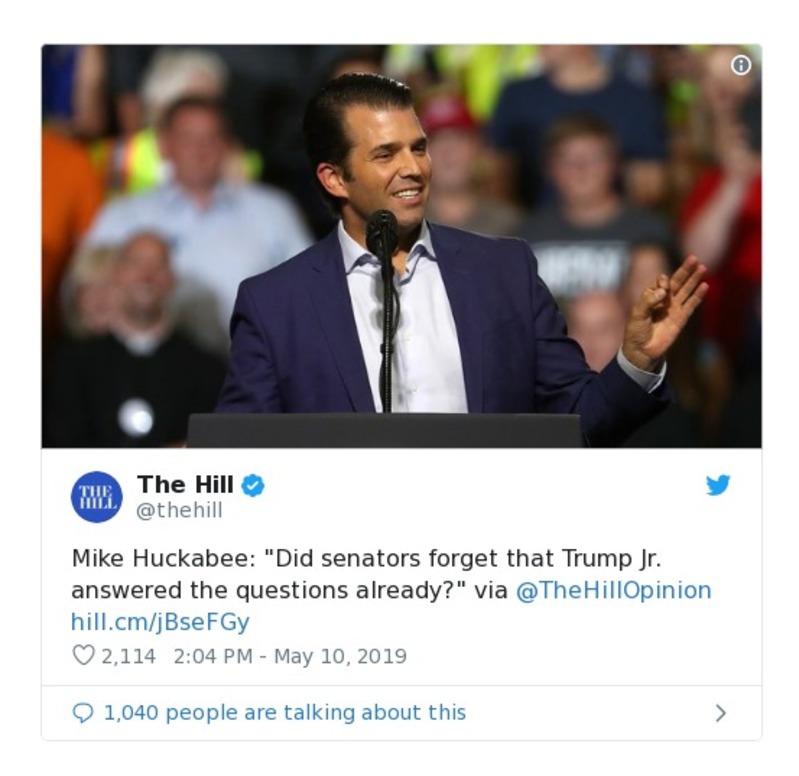 THE
HILL
The Hill
@thehill
Mike Huckabee: "Did senators forget that Trump Jr.
answered the questions already?" via @TheHillOpinion
hill.cm/jBseFGy
2,114 2:04 PM - May 10, 2019
1,040 people are talking about this